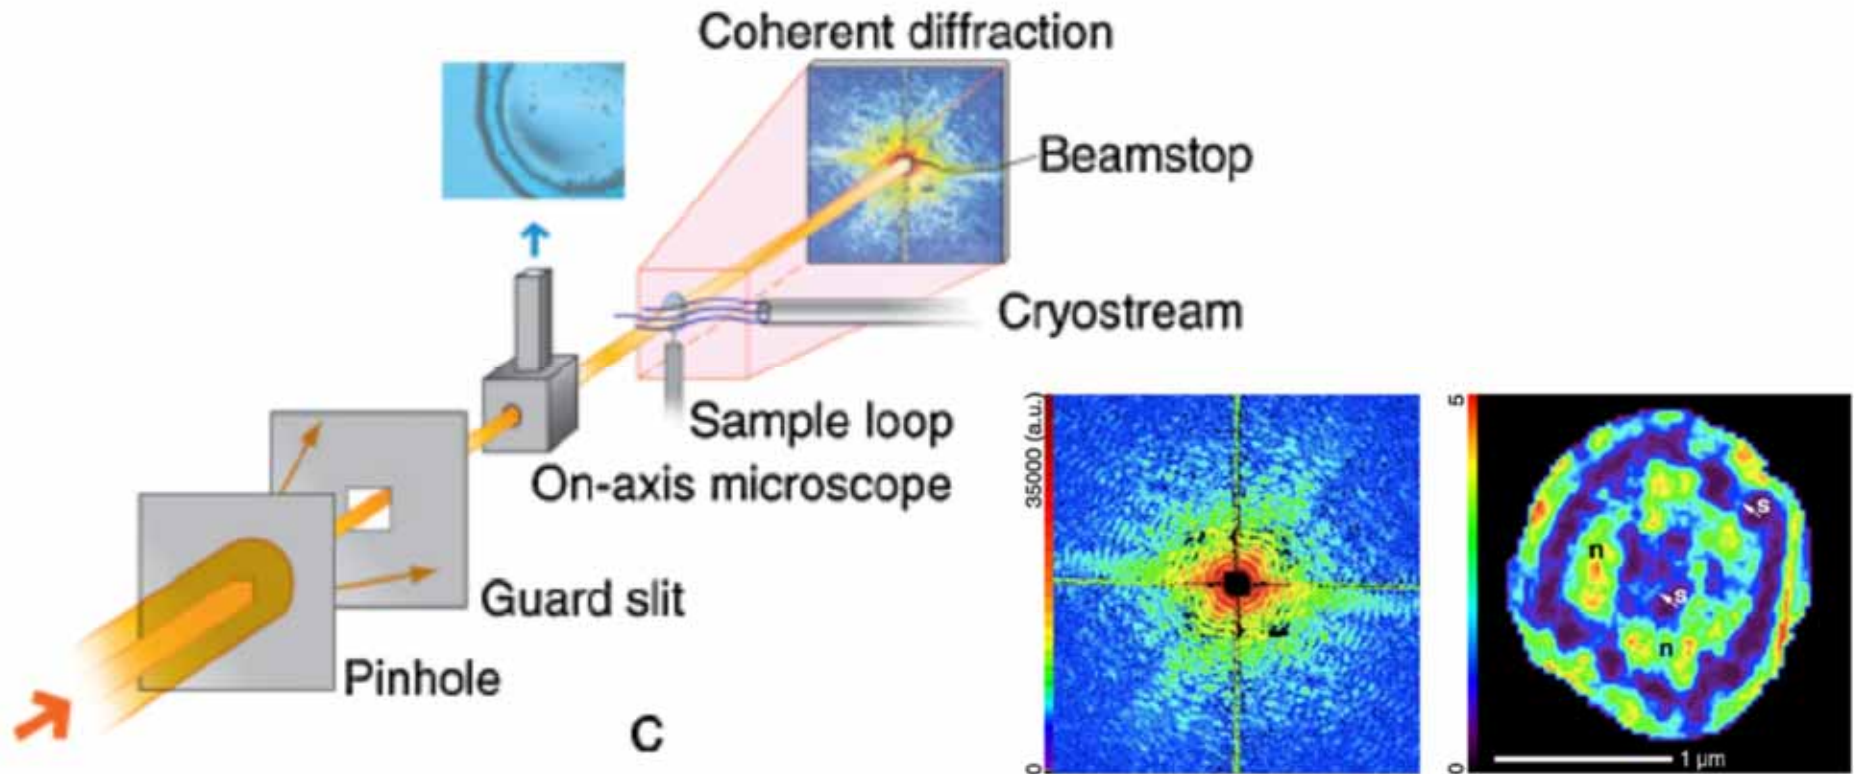 Coherent diffraction
Beamstop
Cryostream
Sample loop
On-axis microscope
Guard slit
Pinhole
C
35000 (a.u.)
0
5
0
s
n
s
n
1 μm